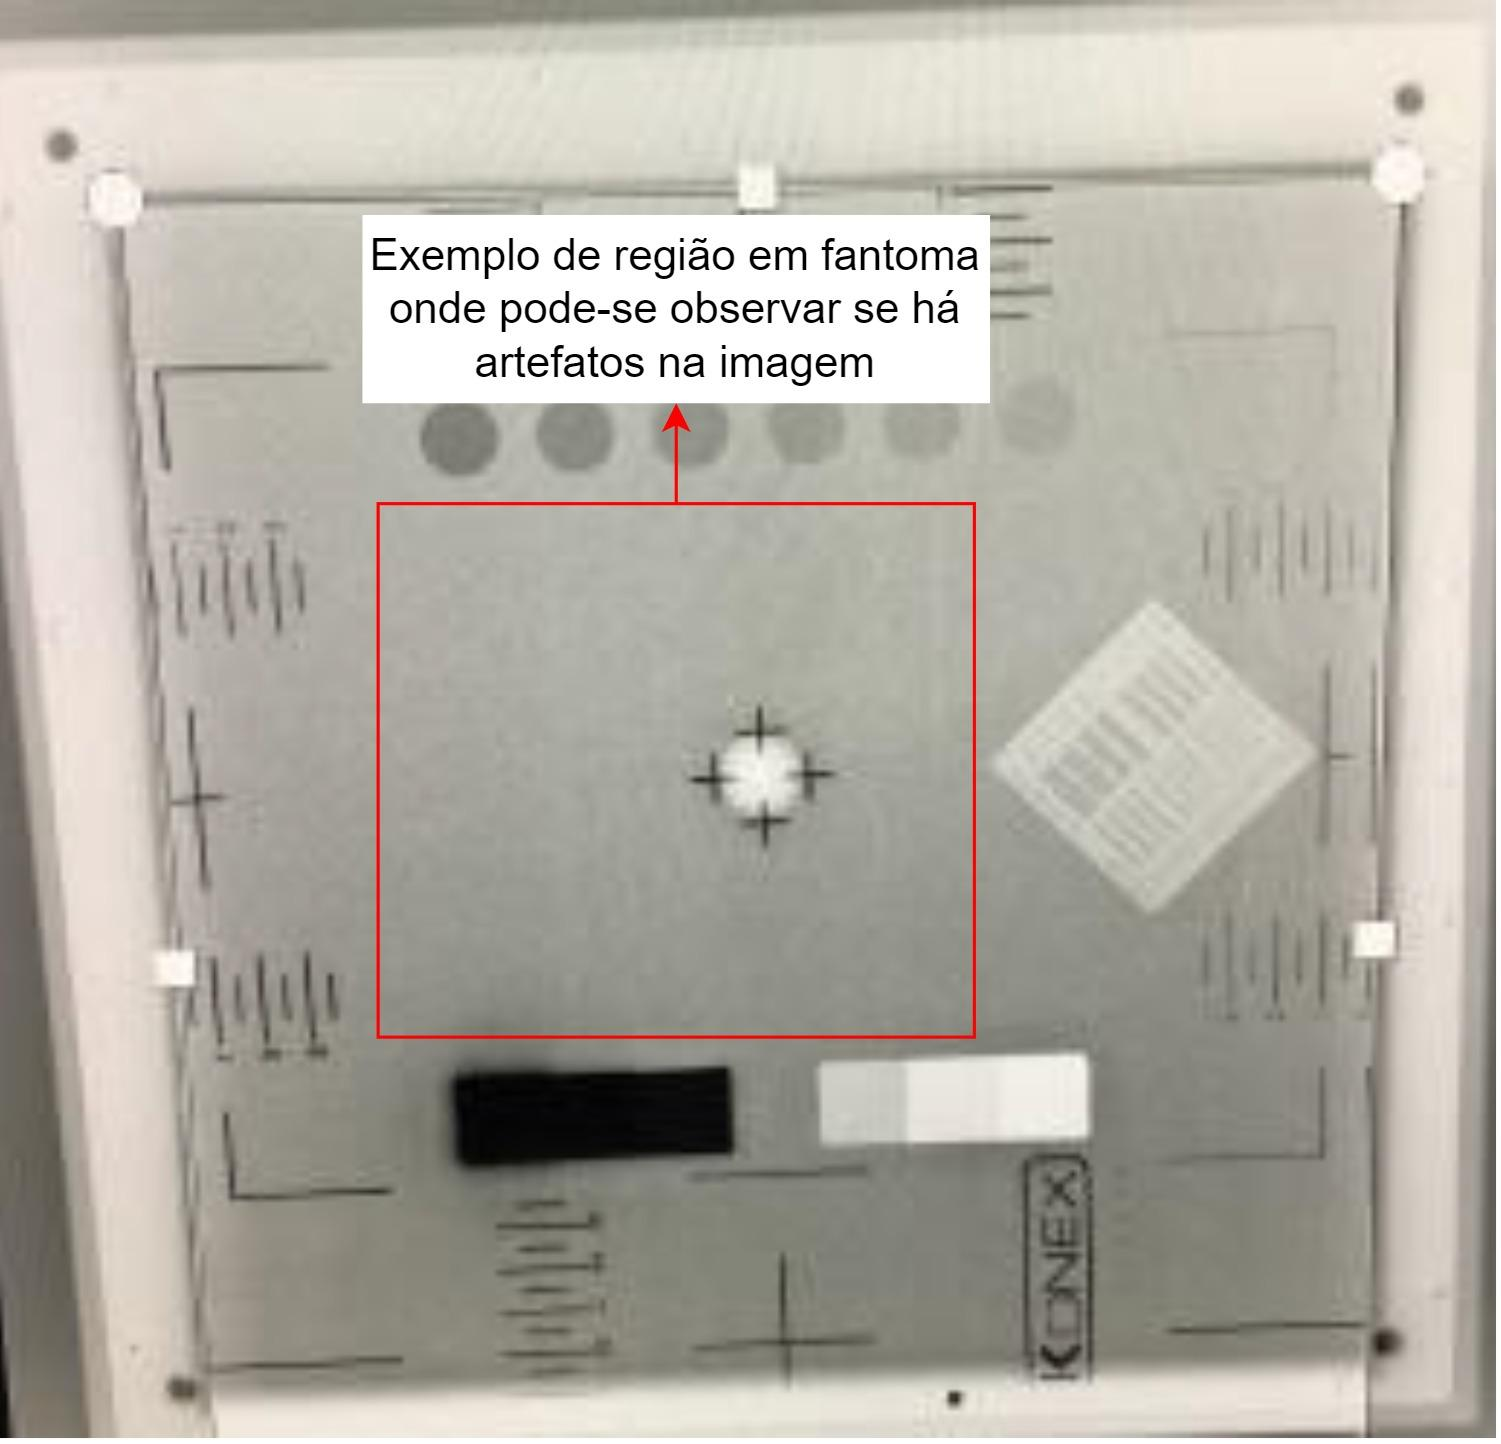 Exemplo de região em fantoma
onde pode-se observar se há
artefatos na imagem
KONEX